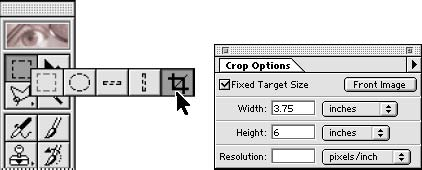 Crop Options
Fixed Target Size Front Image
Width: 3.75 inches
Height: 6 inches
Resolution: pixels/inch